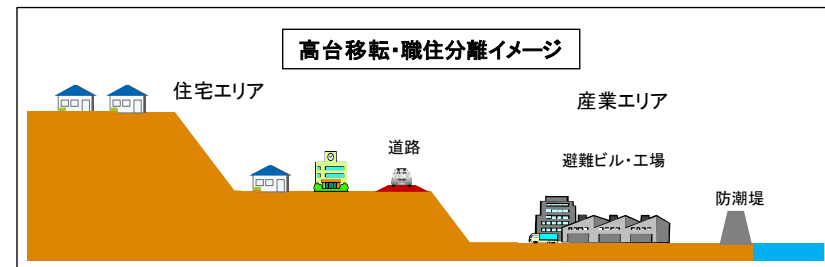 高台移転・職住分離イメージ
住宅エリア
産業エリア
道路
避難ビル・工場
防潮堤